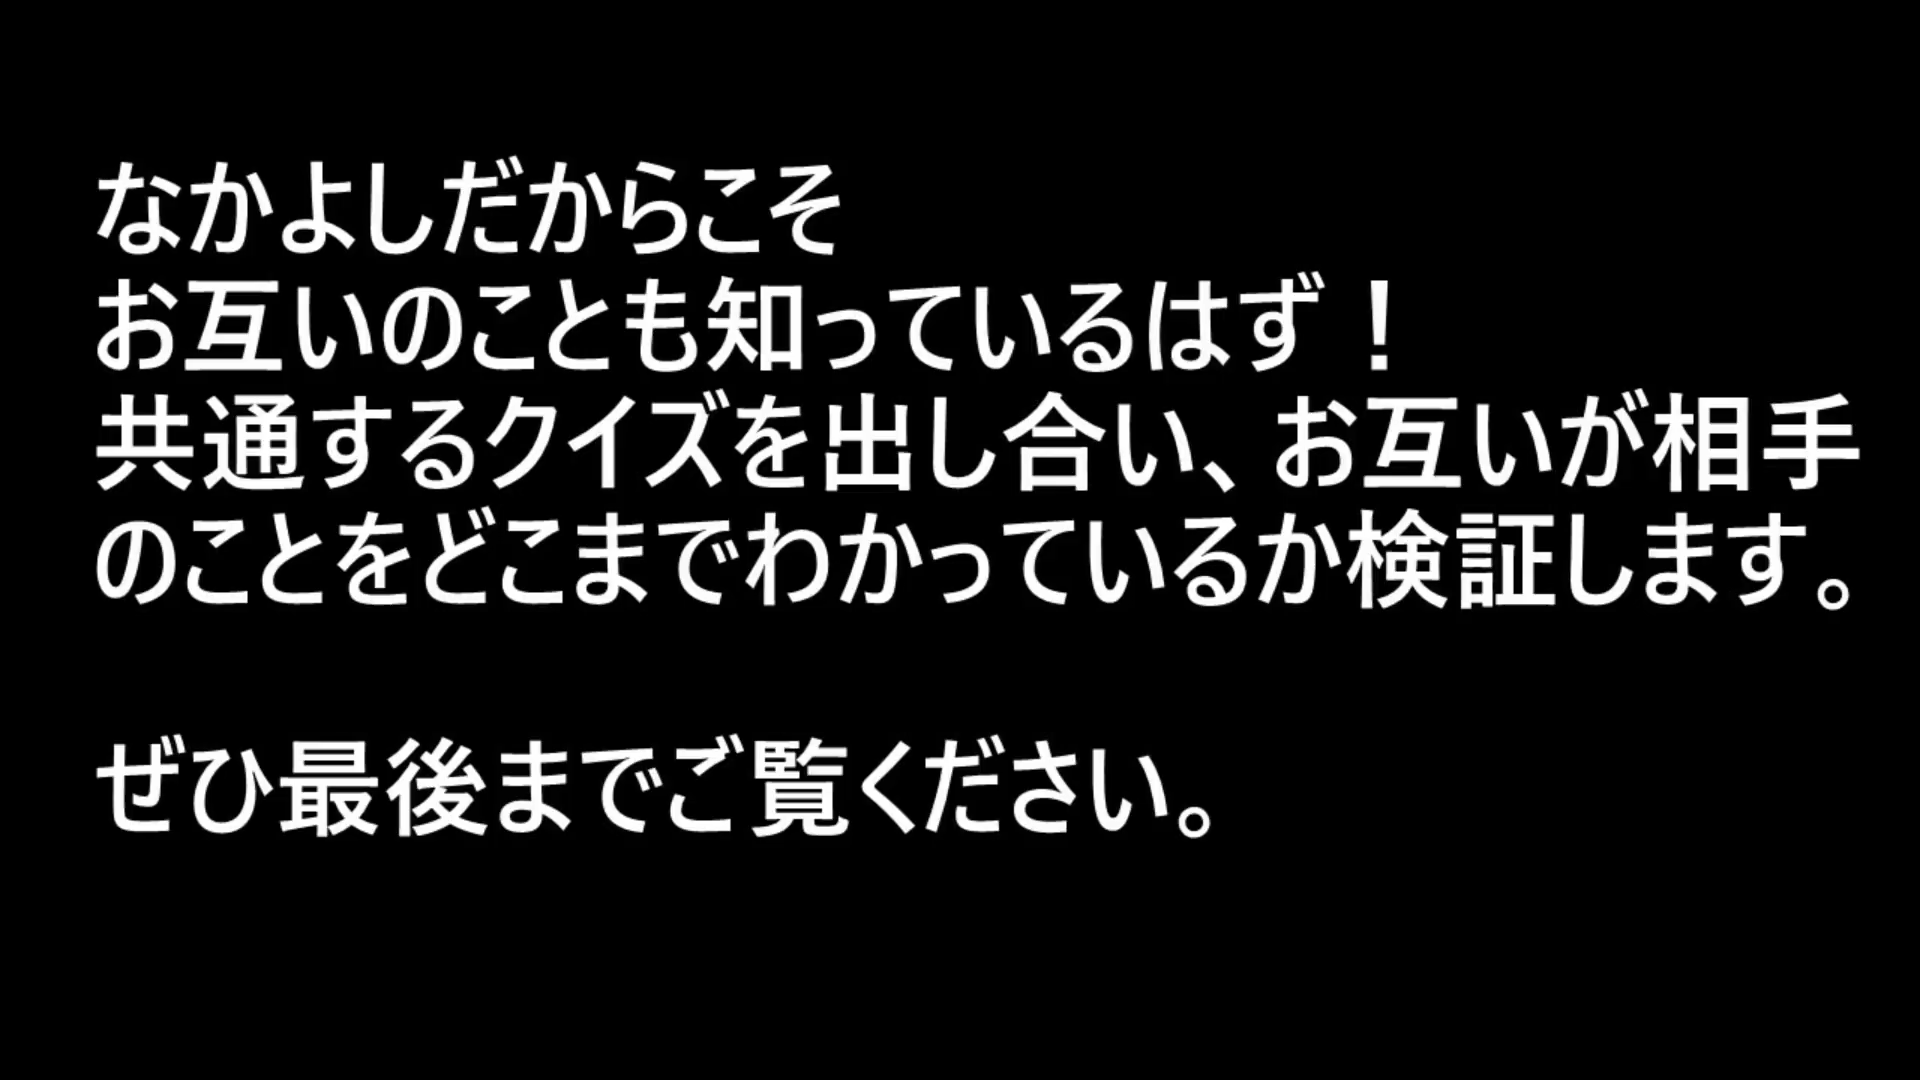 なかよしだからこそ
お互いのことも知っているはず！
共通するクイズを出し合い、お互いが相手
のことをどこまでわかっているか検証します。
ぜひ最後までご覧ください。